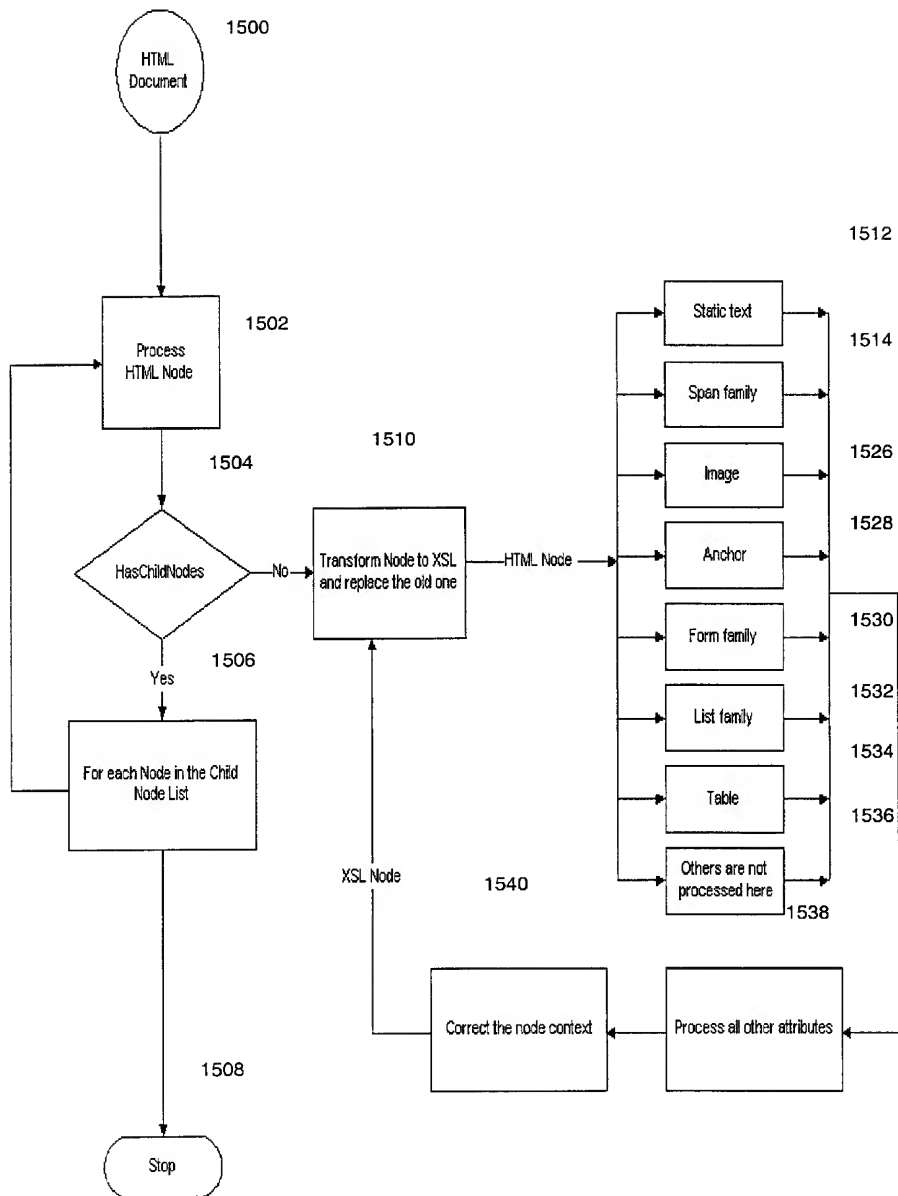 1500
HTML
Document
1512
Static text
1502
1514
Process
HTML Node
Span family
1510
1504
1526
Image
1528
HasChildNodes
No
Transform Node to XSL
and replace the old one
HTML Node
Anchor
1530
Form family
1506
Yes
1532
List family
1534
For each Node in the Child
Node List
Table
1536
XSL Node
1540
Others are not
processed here
1538
Correct the node context
Process all other attributes
1508
Stop